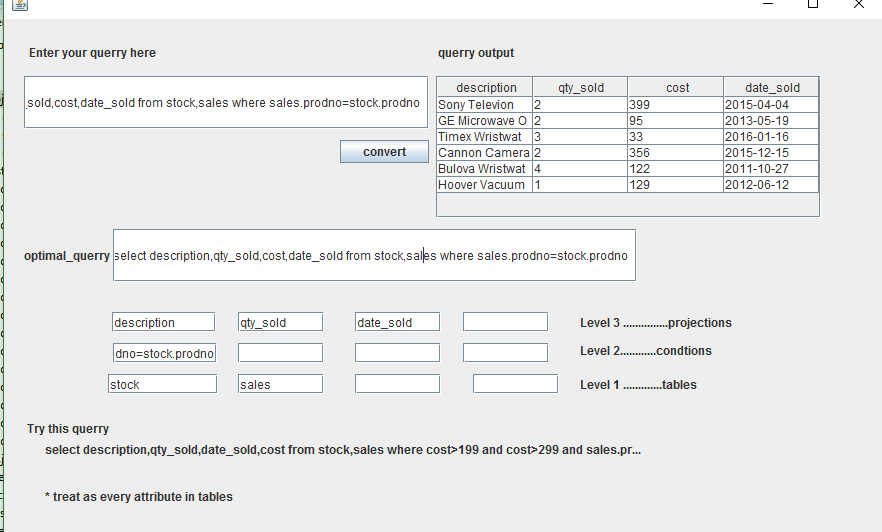 Enter your querry here
querry output
_sold,cost,date_sold from stock,sales where sales.prodno=stock.prodno
convert
description qty_sold cost date_sold
Sony Televion 2 399 2015-04-04
GE Microwave O 2 95 2013-05-19
Timex Wristwat 3 33 2016-01-16
Cannon Camera 2 356 2015-12-15
Bulova Wristwat 4 122 2011-10-27
Hoover Vacuum 1 129 2012-06-12
optimal_querry select description,qty_sold,cost,date_sold from stock,sales where sales.prodno=stock.prodno
description qty_sold date_sold Level 3 ...............projections
dno=stock.prodno Level 2............condtions
stock sales Level 1 .............tables
Try this querry
select description,qty_sold,date_sold,cost from stock,sales where cost>199 and cost>299 and sales.pr...
* treat as every attribute in tables